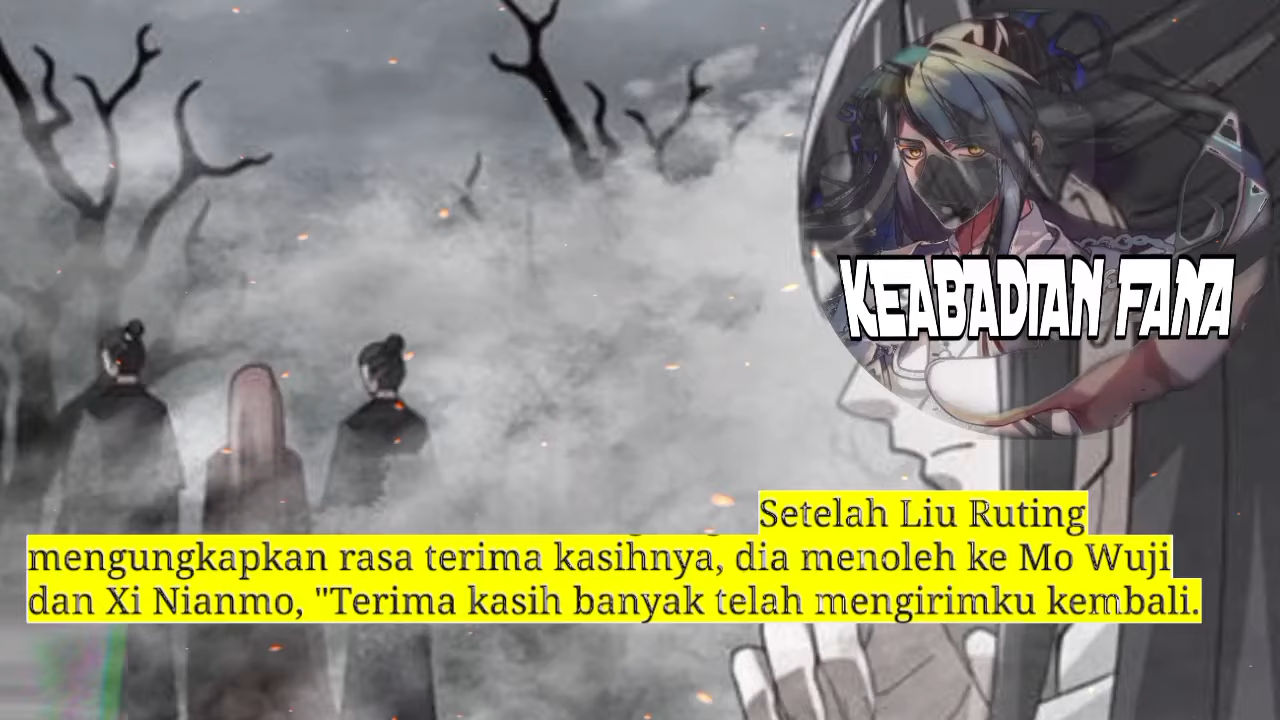 KEABADIAN FANA
Setelah Liu Ruting
mengungkapkan rasa terima kasihnya, dia menoleh ke Mo Wuji
dan Xi Nianmo, "Terima kasih banyak telah mengirimku kembali.